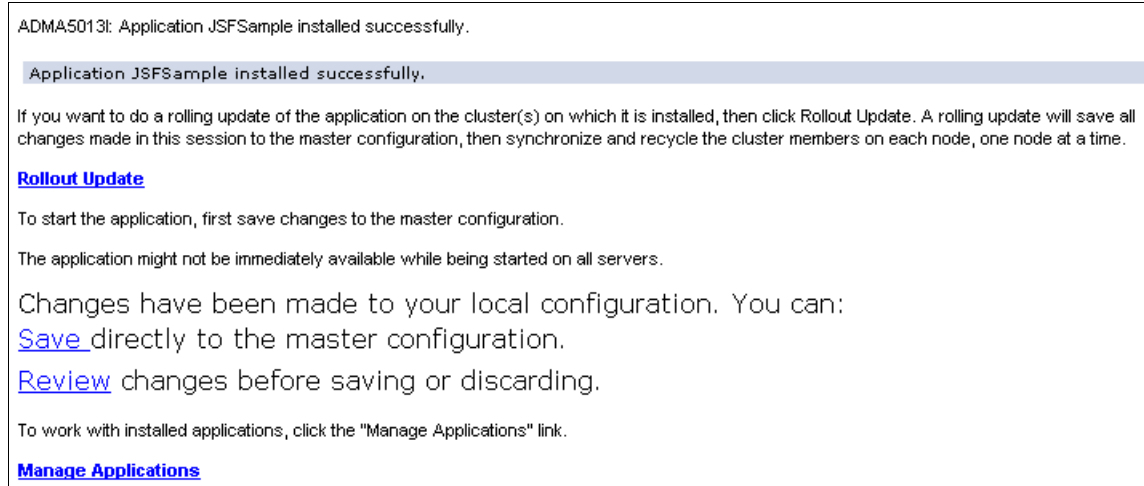 ADMA5013I: Application JSFSample installed successfully.
Application JSFSample installed successfully.
If you want to do a rolling update of the application on the cluster(s) on which it is installed, then click Rollout Update. A rolling update will save all
changes made in this session to the master configuration, then synchronize and recycle the cluster members on each node, one node at a time.
Rollout Update
To start the application, first save changes to the master configuration.
The application might not be immediately available while being started on all servers.
Changes have been made to your local configuration. You can:
Save directly to the master configuration.
Review changes before saving or discarding.
To work with installed applications, click the "Manage Applications" link.
Manage Applications